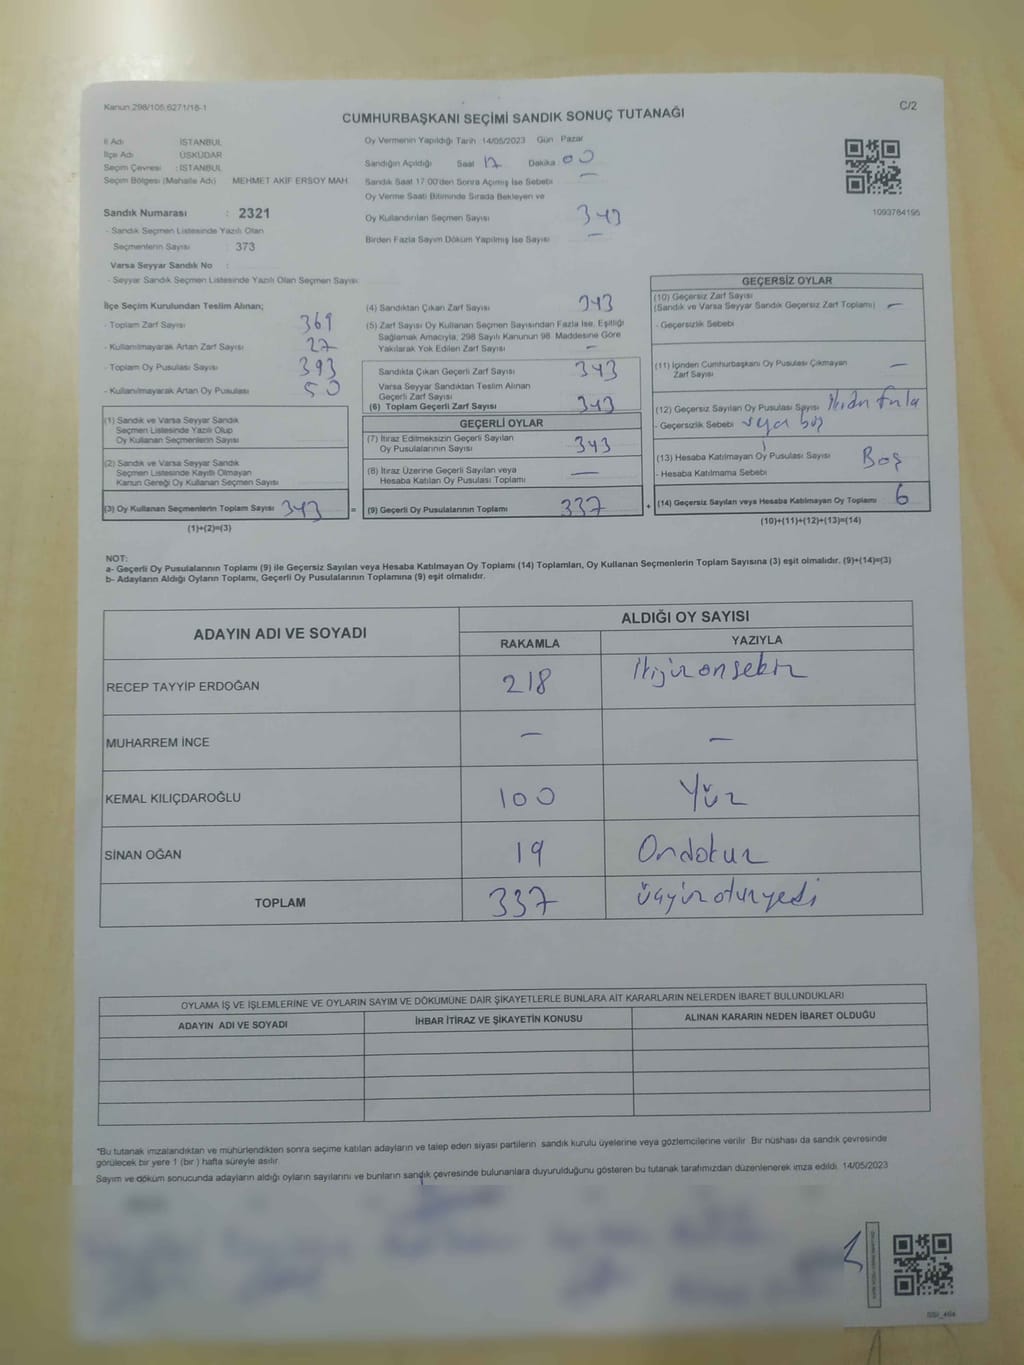 Kanun 298/105;6271/18-1
C/2
CUMHURBAŞKANI SEÇİMİ SANDIK SONUÇ TUTANAĞI
İl Adı : İSTANBUL
İlçe Adı : ÜSKÜDAR
Seçim Çevresi : İSTANBUL
Seçim Bölgesi (Mahalle Adı) MEHMET AKİF ERSOY MAH.
Sandık Numarası : 2321
- Sandık Seçmen Listesinde Yazılı Olan
Seçmenlerin Sayısı : 373
Varsa Seyyar Sandık No :
- Seyyar Sandık Seçmen Listesinde Yazılı Olan Seçmen Sayısı:
Oy Vermenin Yapıldığı Tarih 14/05/2023 Gün Pazar
Sandığın Açıldığı Saat 17 Dakika 00
Sandık Saat 17:00'den Sonra Açımış İse Sebebi —
Oy Verme Saati Bitiminde Sırada Bekleyen ve
Oy Kullandırılan Seçmen Sayısı 343
Birden Fazla Sayım Döküm Yapılmış İse Sayısı —
1093784195
İlçe Seçim Kurulundan Teslim Alınan;
- Toplam Zarf Sayısı 369
- Kullanılmayarak Artan Zarf Sayısı 27
- Toplam Oy Pusulası Sayısı 393
- Kullanılmayarak Artan Oy Pusulası 50
(1) Sandık ve Varsa Seyyar Sandık
Seçmen Listesinde Yazılı Olup
Oy Kullanan Seçmenlerin Sayısı
(2) Sandık ve Varsa Seyyar Sandık
Seçmen Listesinde Kayıtlı Olmayan
Kanun Gereği Oy Kullanan Seçmen Sayısı
(3) Oy Kullanan Seçmenlerin Toplam Sayısı 343 =
(1)+(2)=(3)
(4) Sandıktan Çıkan Zarf Sayısı 343
(5) Zarf Sayısı Oy Kullanan Seçmen Sayısından Fazla İse, Eşitliği
Sağlamak Amacıyla, 298 Sayılı Kanunun 98. Maddesine Göre
Yakılarak Yok Edilen Zarf Sayısı —
Sandıkta Çıkan Geçerli Zarf Sayısı 343
Varsa Seyyar Sandıktan Teslim Alınan
Geçerli Zarf Sayısı
(6) Toplam Geçerli Zarf Sayısı 343
GEÇERLİ OYLAR
(7) İtiraz Edilmeksizin Geçerli Sayılan
Oy Pusulalarının Sayısı 343
(8) İtiraz Üzerine Geçerli Sayılan veya
Hesaba Katılan Oy Pusulası Toplamı —
(9) Geçerli Oy Pusulalarının Toplamı 337 +
GEÇERSİZ OYLAR
(10) Geçersiz Zarf Sayısı
(Sandık ve Varsa Seyyar Sandık Geçersiz Zarf Toplamı) —
- Geçersizlik Sebebi
(11) İçinden Cumhurbaşkanı Oy Pusulası Çıkmayan
Zarf Sayısı —
(12) Geçersiz Sayılan Oy Pusulası Sayısı
- Geçersizlik Sebebi veya boş
(13) Hesaba Katılmayan Oy Pusulası Sayısı Boş
- Hesaba Katılmama Sebebi
(14) Geçersiz Sayılan veya Hesaba Katılmayan Oy Toplamı 6
(10)+(11)+(12)+(13)=(14)
NOT:
a- Geçerli Oy Pusulalarının Toplamı (9) ile Geçersiz Sayılan veya Hesaba Katılmayan Oy Toplamı (14) Toplamları, Oy Kullanan Seçmenlerin Toplam Sayısına (3) eşit olmalıdır. (9)+(14)=(3)
b- Adayların Aldığı Oyların Toplamı, Geçerli Oy Pusulalarının Toplamına (9) eşit olmalıdır.
ADAYIN ADI VE SOYADI
ALDIĞI OY SAYISI
RAKAMLA YAZIYLA
RECEP TAYYİP ERDOĞAN 218 ikiyüzonsekiz
MUHARREM İNCE — —
KEMAL KILIÇDAROĞLU 100 Yüz
SİNAN OĞAN 19 Ondokuz
TOPLAM 337 üçyüzotuzyedi
OYLAMA İŞ VE İŞLEMLERİNE VE OYLARIN SAYIM VE DÖKÜMÜNE DAİR ŞİKAYETLERLE BUNLARA AİT KARARLARIN NELERDEN İBARET BULUNDUKLARI
ADAYIN ADI VE SOYADI İHBAR İTİRAZ VE ŞİKAYETİN KONUSU ALINAN KARARIN NEDEN İBARET OLDUĞU
*Bu tutanak imzalandıktan ve mühürlendikten sonra seçime katılan adayların ve talep eden siyasi partilerin sandık kurulu üyelerine veya gözlemcilerine verilir. Bir nüshası da sandık çevresinde
görülecek bir yere 1 (bir ) hafta süreyle asılır.
Sayım ve döküm sonucunda adayların aldığı oyların sayılarını ve bunların sandık çevresinde bulunanlara duyurulduğunu gösteren bu tutanak tarafımızdan düzenlenerek imza edildi. 14/05/2023